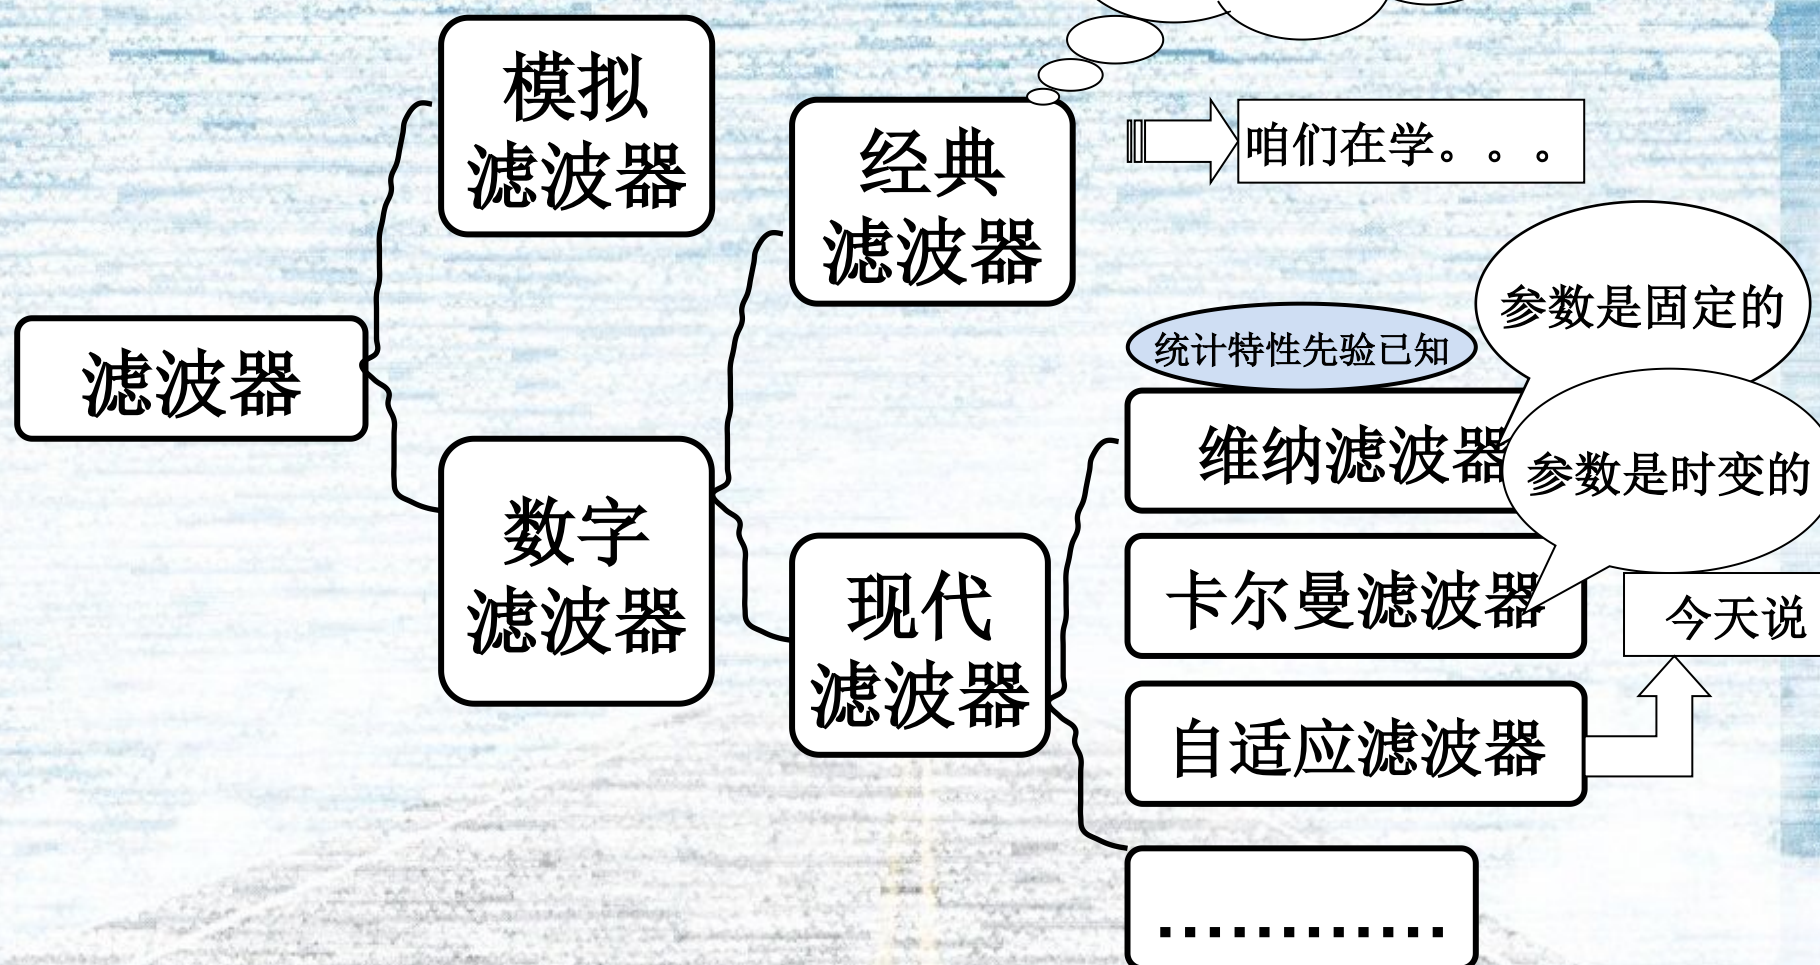 模拟
滤波器
经典
滤波器
咱们在学。。。
滤波器
统计特性先验已知
参数是固定的
维纳滤波器
参数是时变的
数字
滤波器
现代
滤波器
卡尔曼滤波器
今天说
自适应滤波器
............